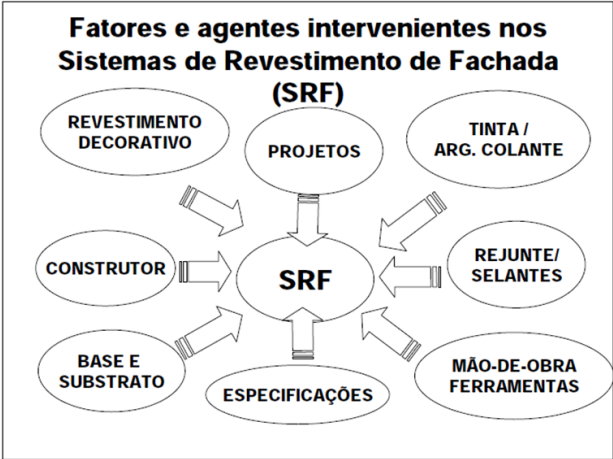 Fatores e agentes intervenientes nos
Sistemas de Revestimento de Fachada
(SRF)
REVESTIMENTO
DECORATIVO
PROJETOS
TINTA /
ARG. COLANTE
CONSTRUTOR
SRF
REJUNTE/
SELANTES
BASE E
SUBSTRATO
ESPECIFICAÇÕES
MÃO-DE-OBRA
FERRAMENTAS